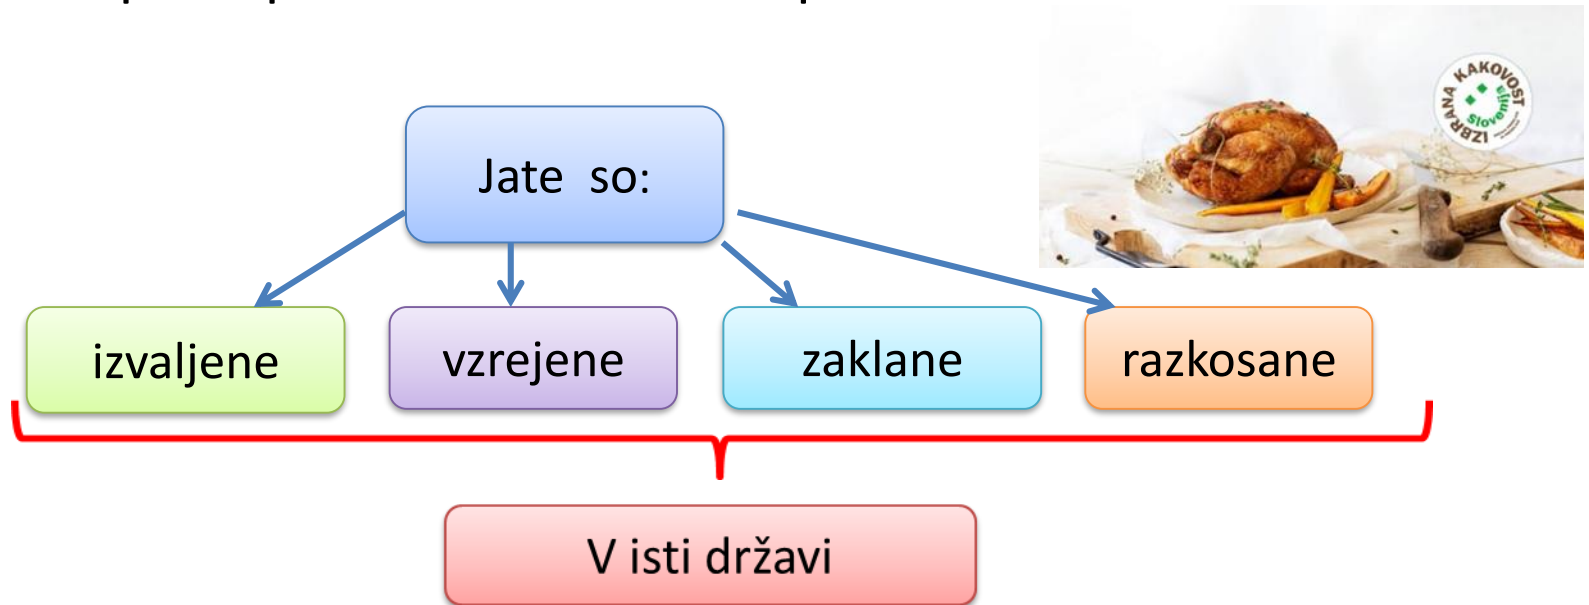 Jate so:
IZBRANA KAKOVOST
Slovenija
izvaljene
vzrejene
zaklane
razkosane
V isti državi